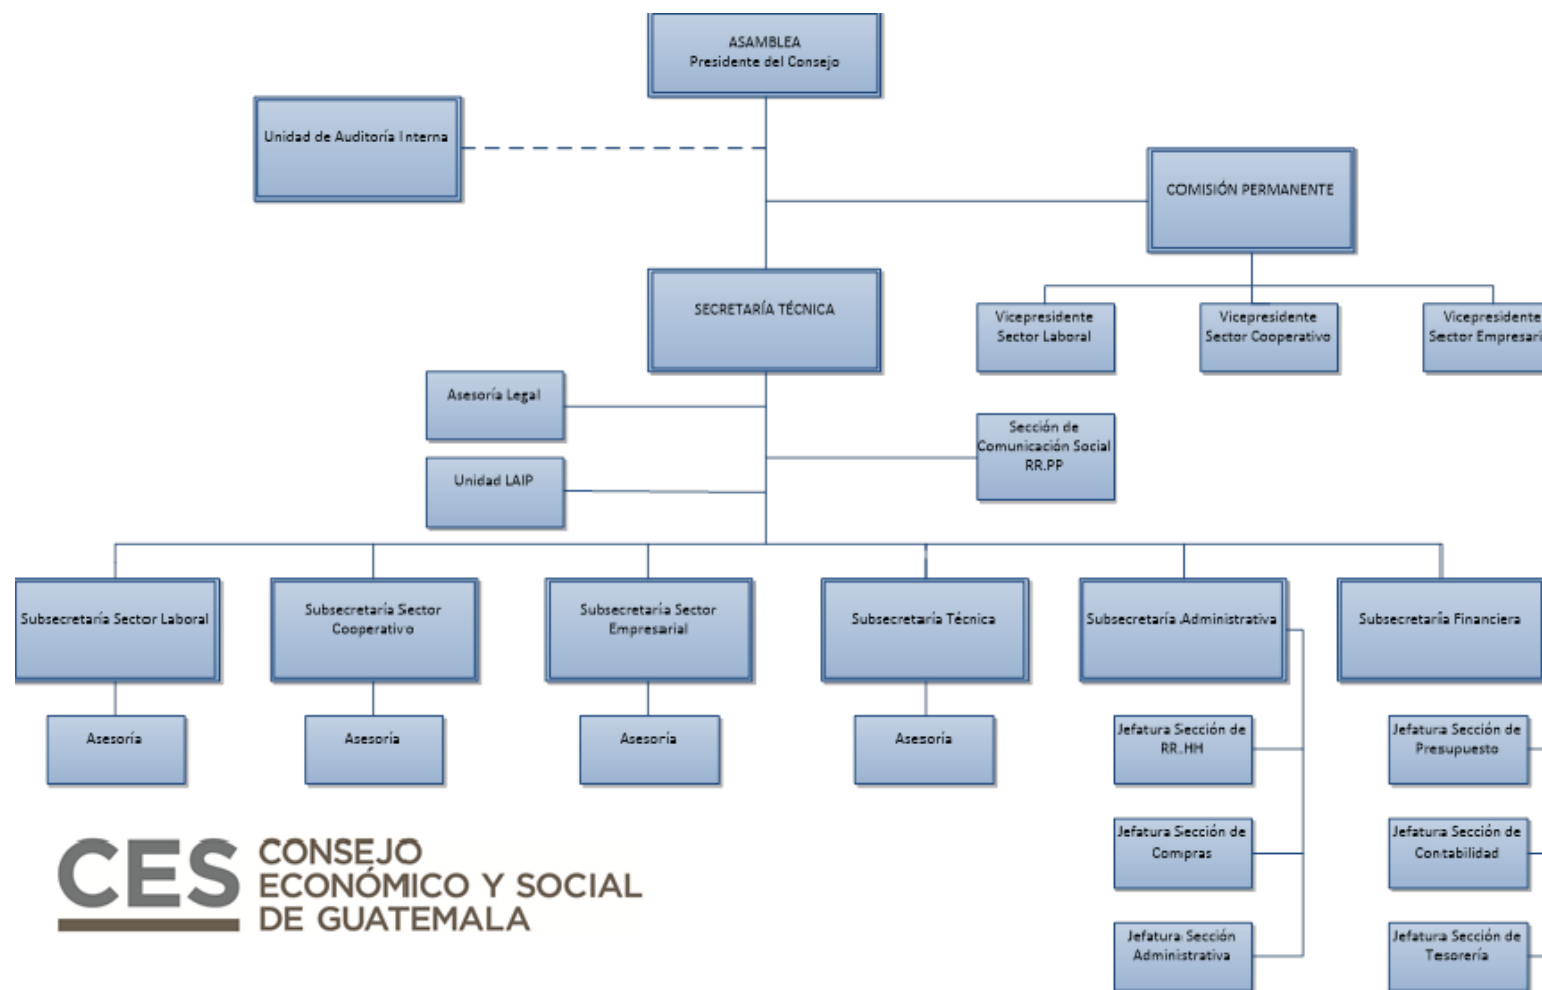 ASAMBLEA
Presidente del Consejo
Unidad de Auditoría Interna
COMISIÓN PERMANENTE
SECRETARÍA TÉCNICA
Vicepresidente
Sector Laboral
Vicepresidente
Sector Cooperativo
Vicepresidente
Sector Empresari
Asesoría Legal
Sección de
Comunicación Social
RR.PP
Unidad LAIP
Subsecretaría Sector Laboral
Subsecretaría Sector
Cooperativo
Subsecretaría Sector
Empresarial
Subsecretaría Técnica
Subsecretaría Administrativa
Subsecretaría Financiera
Asesoría
Asesoría
Asesoría
Asesoría
Jefatura Sección de
RR.HH
Jefatura Sección de
Presupuesto
Jefatura Sección de
Compras
Jefatura Sección de
Contabilidad
Jefatura Sección
Administrativa
Jefatura Sección de
Tesorería
CES
CONSEJO
ECONÓMICO Y SOCIAL
DE GUATEMALA